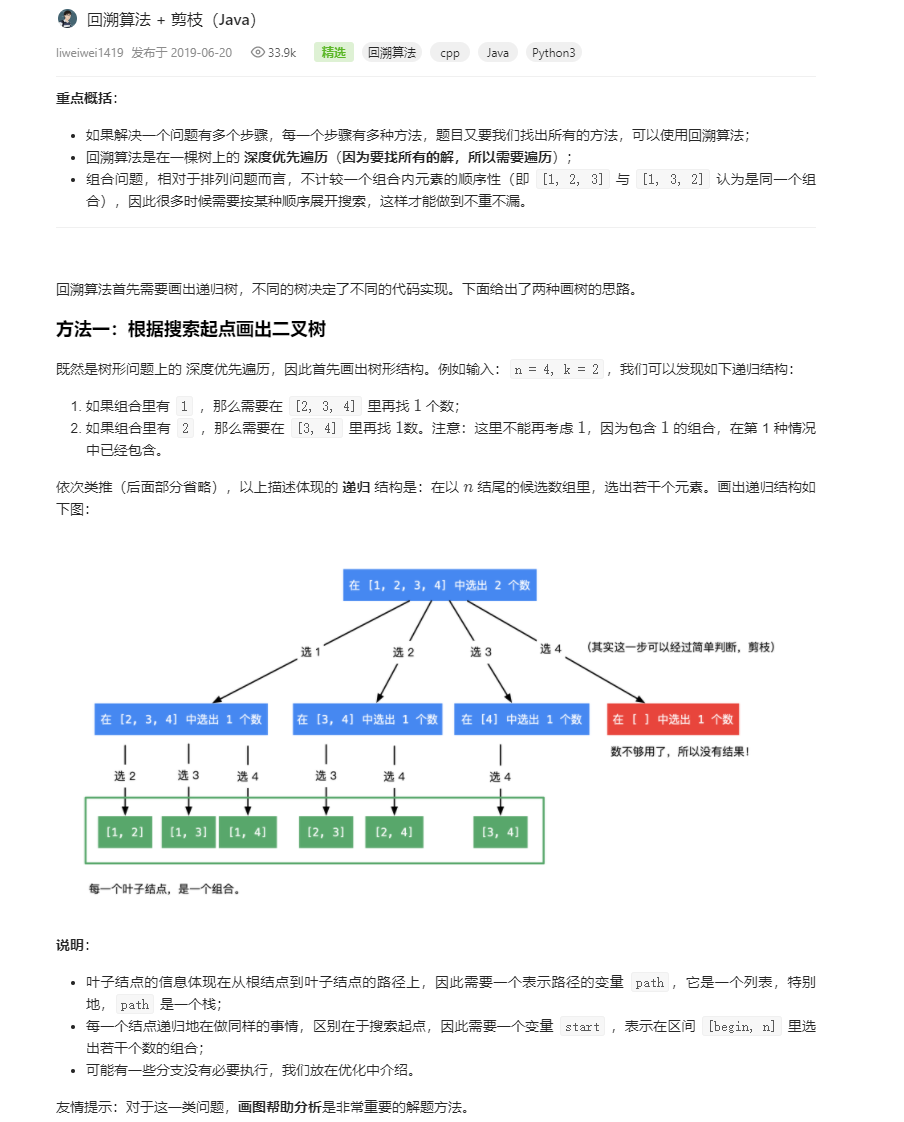 回溯算法 + 剪枝（Java）
liweiwei1419 发布于 2019-06-20 33.9k 精选 回溯算法 cpp Java Python3
重点概括：
如果解决一个问题有多个步骤，每一个步骤有多种方法，题目又要我们找出所有的方法，可以使用回溯算法；
回溯算法是在一棵树上的 深度优先遍历（因为要找所有的解，所以需要遍历）；
组合问题，相对于排列问题而言，不计较一个组合内元素的顺序性（即 [1, 2, 3] 与 [1, 3, 2] 认为是同一个组
合），因此很多时候需要按某种顺序展开搜索，这样才能做到不重不漏。
回溯算法首先需要画出递归树，不同的树决定了不同的代码实现。下面给出了两种画树的思路。
方法一：根据搜索起点画出二叉树
既然是树形问题上的 深度优先遍历，因此首先画出树形结构。例如输入： n = 4, k = 2 ，我们可以发现如下递归结构：
1. 如果组合里有 1 ，那么需要在 [2, 3, 4] 里再找 1 个数；
2. 如果组合里有 2 ，那么需要在 [3, 4] 里再找 1数。注意：这里不能再考虑 1，因为包含 1 的组合，在第 1 种情况
中已经包含。
依次类推（后面部分省略），以上描述体现的 递归 结构是：在以 n 结尾的候选数组里，选出若干个元素。画出递归结构如
下图：
在 [1, 2, 3, 4] 中选出 2 个数
选 1 选 2 选 3 选 4 （其实这一步可以经过简单判断，剪枝）
在 [2, 3, 4] 中选出 1 个数 在 [3, 4] 中选出 1 个数 在 [4] 中选出 1 个数 在 [ ] 中选出 1 个数
数不够用了，所以没有结果！
选 2 选 3 选 4 选 3 选 4 选 4
[1, 2] [1, 3] [1, 4] [2, 3] [2, 4] [3, 4]
每一个叶子结点，是一个组合。
说明：
叶子结点的信息体现在从根结点到叶子结点的路径上，因此需要一个表示路径的变量 path ，它是一个列表，特别
地， path 是一个栈；
每一个结点递归地在做同样的事情，区别在于搜索起点，因此需要一个变量 start ，表示在区间 [begin, n] 里选
出若干个数的组合；
可能有一些分支没有必要执行，我们放在优化中介绍。
友情提示：对于这一类问题，画图帮助分析是非常重要的解题方法。